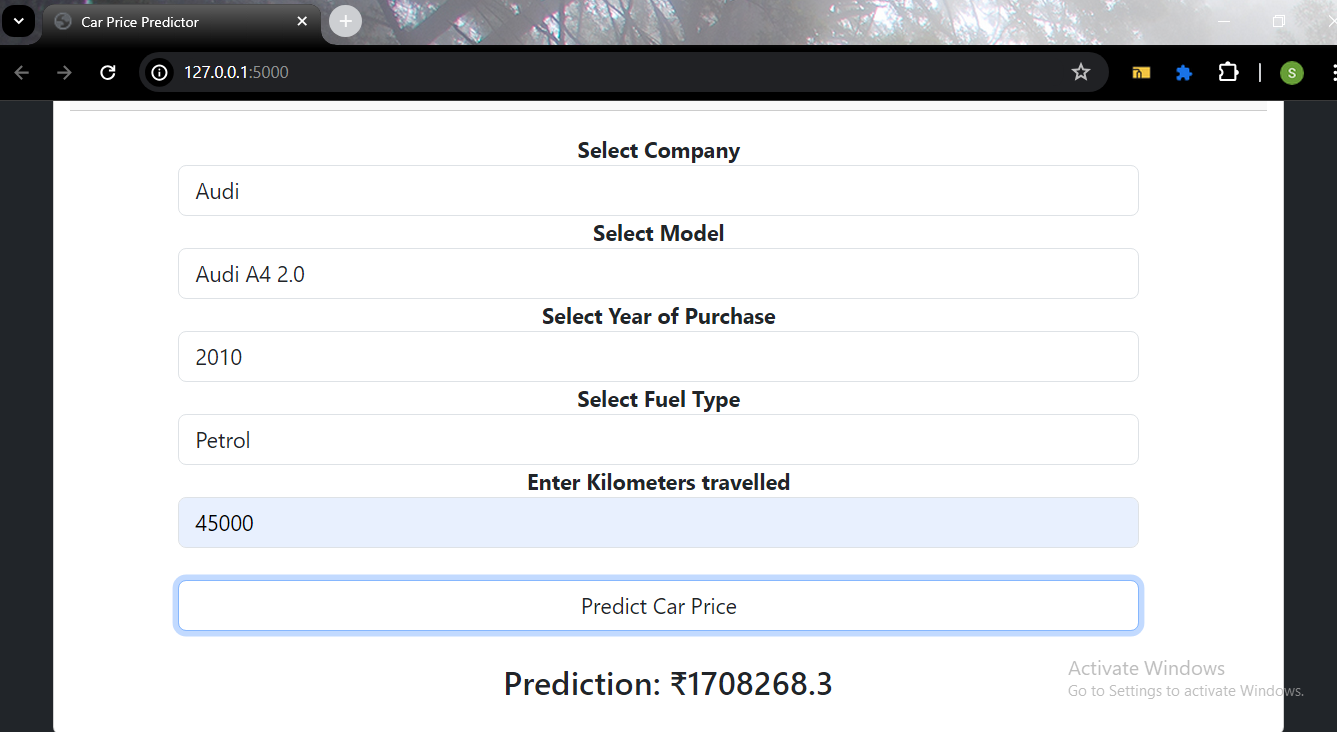 Car Price Predictor
127.0.0.1:5000
S
Select Company
Audi
Select Model
Audi A4 2.0
Select Year of Purchase
2010
Select Fuel Type
Petrol
Enter Kilometers travelled
45000
Predict Car Price
Prediction: ₹1708268.3
Activate Windows
Go to Settings to activate Windows.